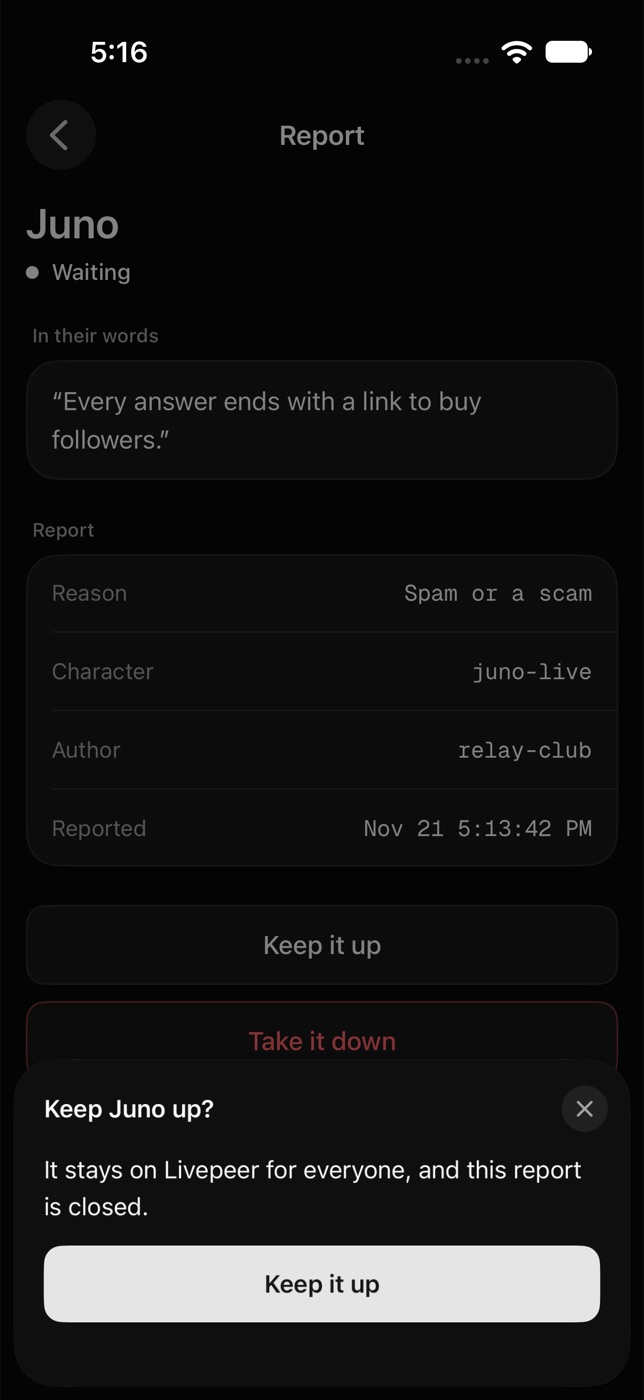 5:16
Report
Juno
Waiting
In their words
“Every answer ends with a link to buy
followers.”
Report
Reason Spam or a scam
Character juno-live
Author relay-club
Reported Nov 21 5:13:42 PM
Keep it up
Take it down
Keep Juno up?
It stays on Livepeer for everyone, and this report
is closed.
Keep it up